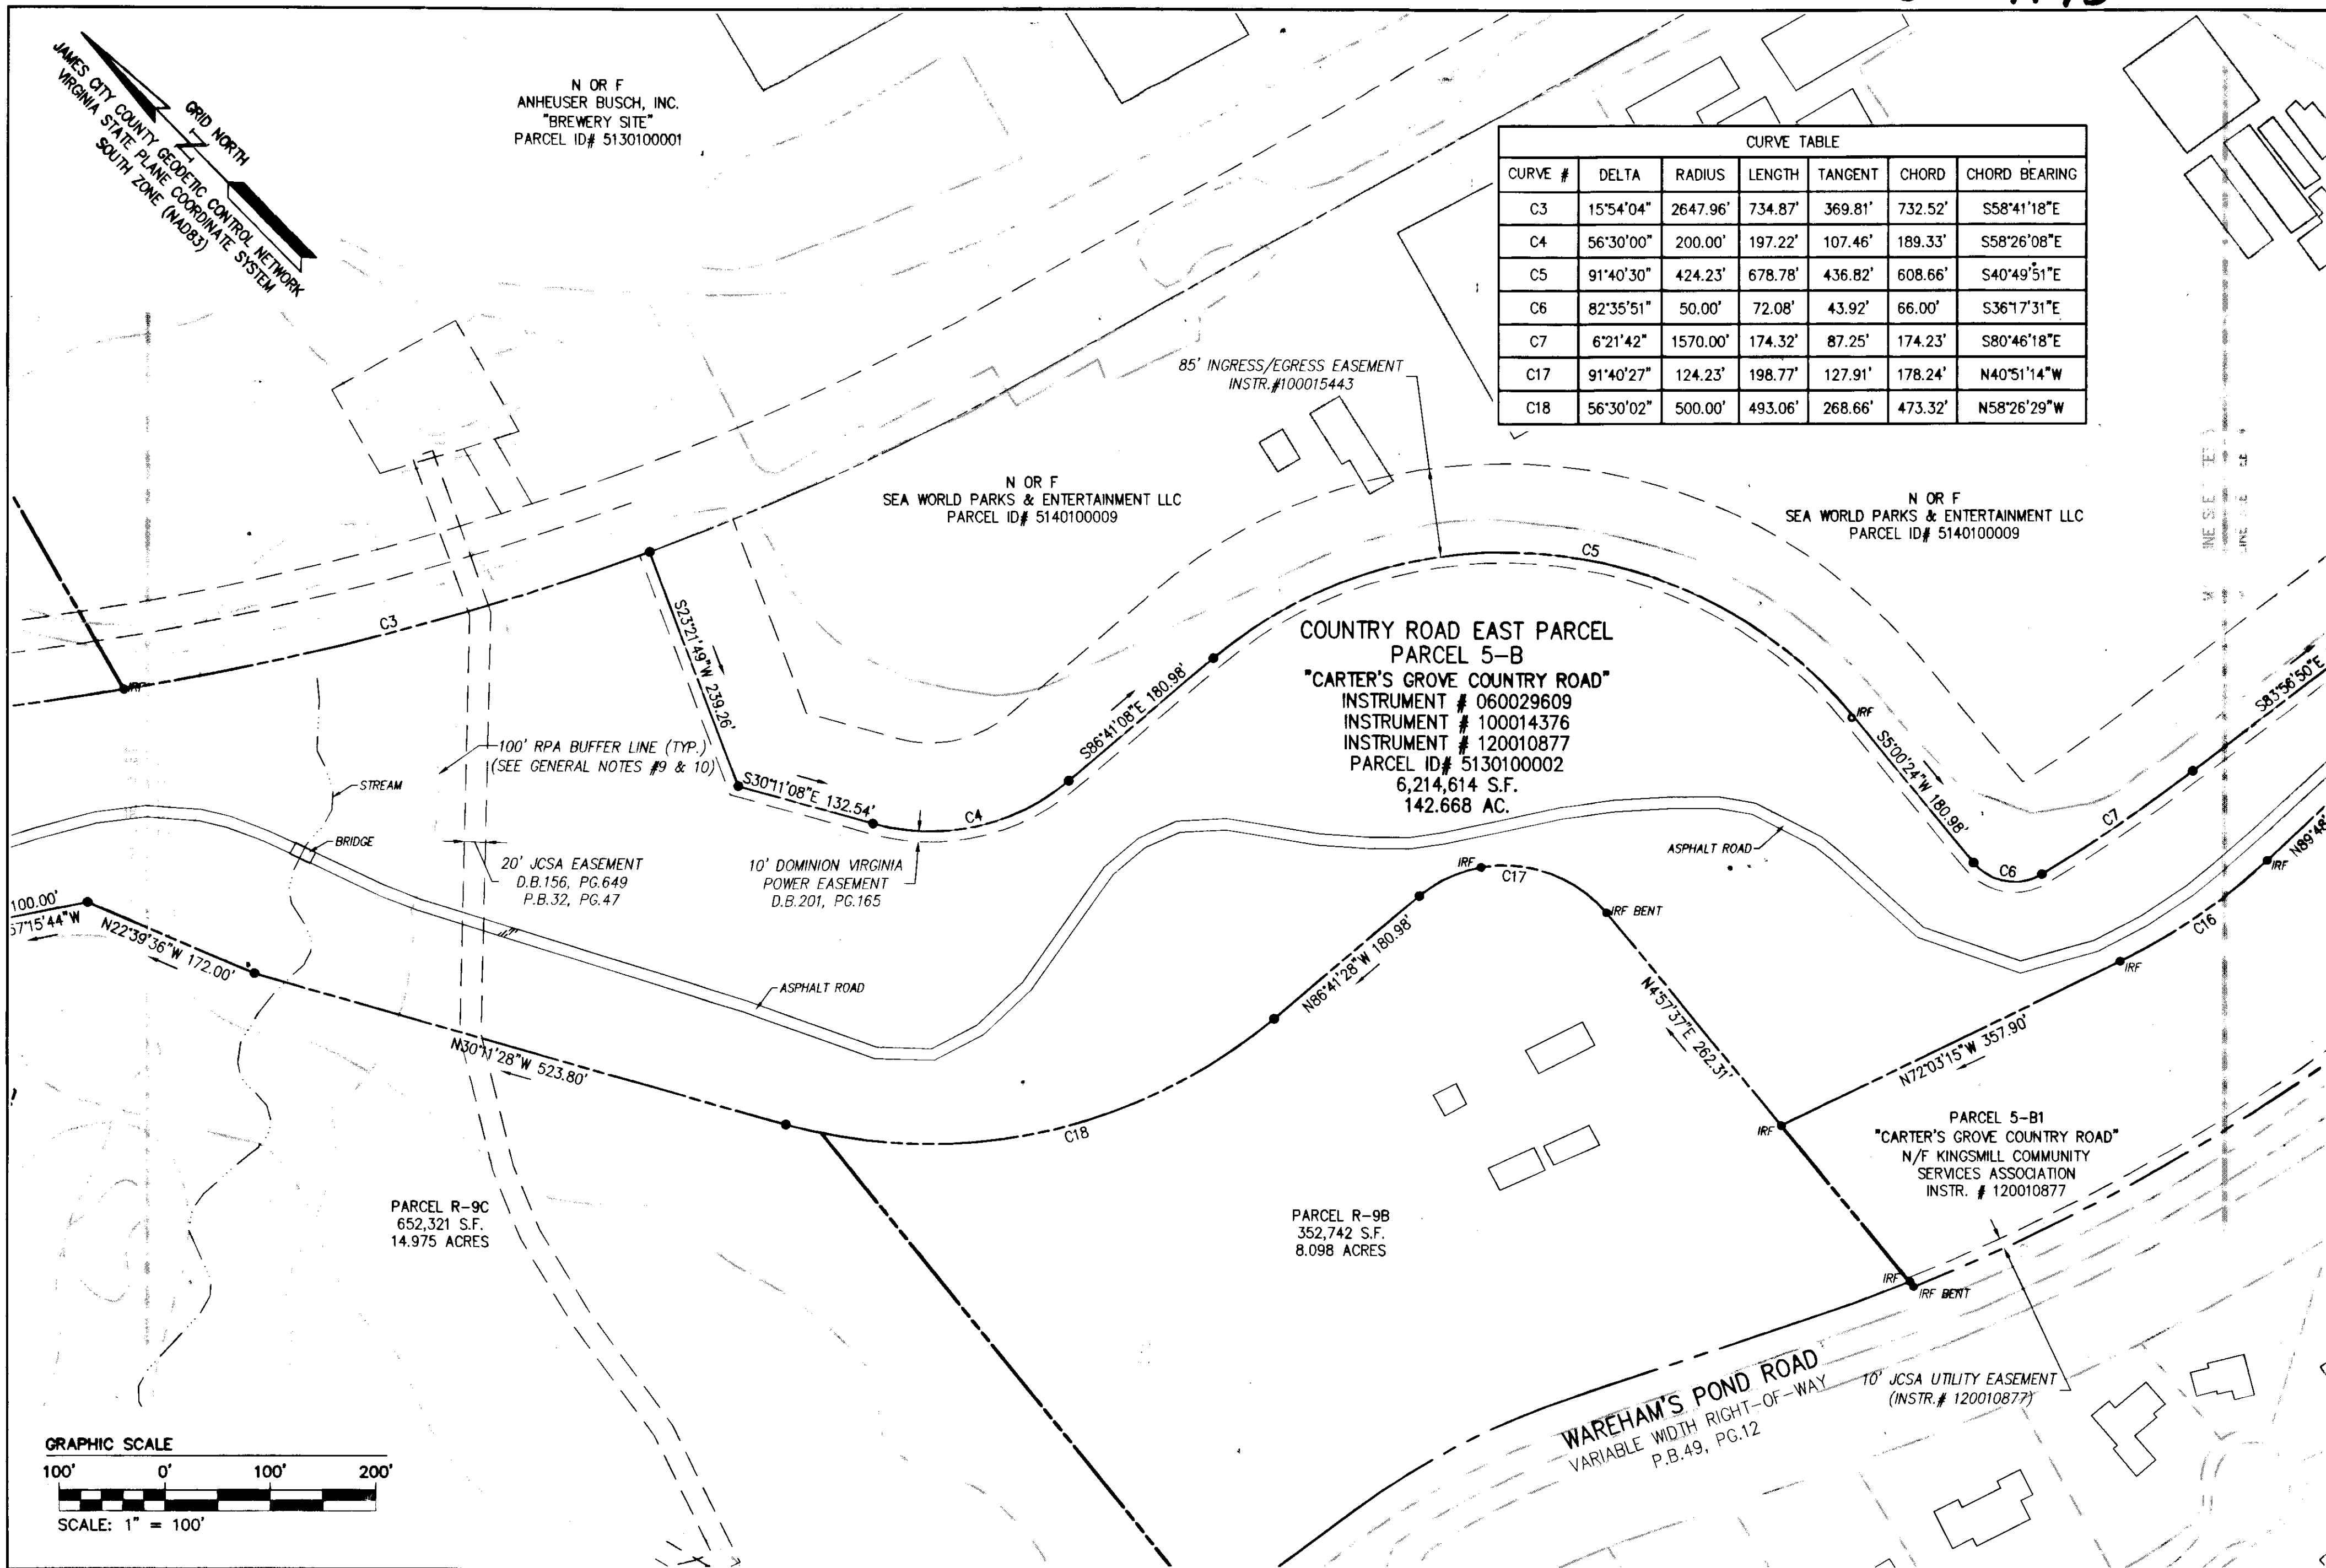 JAMES CITY COUNTY GEODETIC CONTROL NETWORK
VIRGINIA STATE PLANE COORDINATE SYSTEM
SOUTH ZONE (NAD83)
GRID NORTH
N
N OR F
ANHEUSER BUSCH, INC.
"BREWERY SITE"
PARCEL ID# 5130100001
CURVE TABLE
CURVE # DELTA RADIUS LENGTH TANGENT CHORD CHORD BEARING
C3 15°54'04" 2647.96' 734.87' 369.81' 732.52' S58°41'18"E
C4 56°30'00" 200.00' 197.22' 107.46' 189.33' S58°26'08"E
C5 91°40'30" 424.23' 678.78' 436.82' 608.66' S40°49'51"E
C6 82°35'51" 50.00' 72.08' 43.92' 66.00' S36°17'31"E
C7 6°21'42" 1570.00' 174.32' 87.25' 174.23' S80°46'18"E
C17 91°40'27" 124.23' 198.77' 127.91' 178.24' N40°51'14"W
C18 56°30'02" 500.00' 493.06' 268.66' 473.32' N58°26'29"W
85' INGRESS/EGRESS EASEMENT
INSTR.#100015443
N OR F
SEA WORLD PARKS & ENTERTAINMENT LLC
PARCEL ID# 5140100009
N OR F
SEA WORLD PARKS & ENTERTAINMENT LLC
PARCEL ID# 5140100009
C5
C3
IRF
S23°21'49"W 239.26'
COUNTRY ROAD EAST PARCEL
PARCEL 5-B
"CARTER'S GROVE COUNTRY ROAD"
INSTRUMENT # 060029609
INSTRUMENT # 100014376
INSTRUMENT # 120010877
PARCEL ID# 5130100002
6,214,614 S.F.
142.668 AC.
S86°41'08"E 180.98'
IRF
S83°56'50"E
S5°00'24"W 180.98'
100' RPA BUFFER LINE (TYP.)
(SEE GENERAL NOTES #9 & 10)
STREAM
S30°11'08"E 132.54'
C4
C7
C6
BRIDGE
20' JCSA EASEMENT
D.B.156, PG.649
P.B.32, PG.47
10' DOMINION VIRGINIA
POWER EASEMENT
D.B.201, PG.165
ASPHALT ROAD
IRF
C17
IRF BENT
IRF
N89°48'
100.00'
57°15'44"W
N22°39'36"W 172.00'
N86°41'28"W 180.98'
C16
IRF
ASPHALT ROAD
N4°57'37"E 262.31'
N30°11'28"W 523.80'
N72°03'15"W 357.90'
C18
IRF
PARCEL 5-B1
"CARTER'S GROVE COUNTRY ROAD"
N/F KINGSMILL COMMUNITY
SERVICES ASSOCIATION
INSTR. # 120010877
PARCEL R-9C
652,321 S.F.
14.975 ACRES
PARCEL R-9B
352,742 S.F.
8.098 ACRES
IRF
IRF BENT
WAREHAM'S POND ROAD
VARIABLE WIDTH RIGHT-OF-WAY
P.B.49, PG.12
10' JCSA UTILITY EASEMENT
(INSTR.# 120010877)
GRAPHIC SCALE
100' 0' 100' 200'
SCALE: 1" = 100'